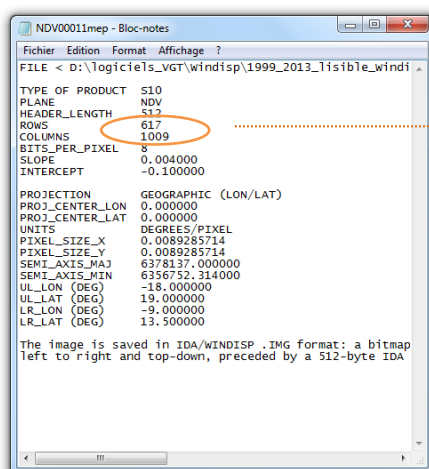 NDV00011mep - Bloc-notes
Fichier Edition Format Affichage ?
FILE < D:\logiciels_VGT\Windisp\1999_2013_lisible_Windi
TYPE OF PRODUCT S10
PLANE NDV
HEADER_LENGTH 512
ROWS 617
COLUMNS 1009
BITS_PER_PIXEL 8
SLOPE 0.004000
INTERCEPT -0.100000
PROJECTION GEOGRAPHIC (LON/LAT)
PROJ_CENTER_LON 0.000000
PROJ_CENTER_LAT 0.000000
UNITS DEGREES/PIXEL
PIXEL_SIZE_X 0.0089285714
PIXEL_SIZE_Y 0.0089285714
SEMI_AXIS_MAJ 6378137.000000
SEMI_AXIS_MIN 6356752.314000
UL_LON (DEG) -18.000000
UL_LAT (DEG) 19.000000
LR_LON (DEG) -9.000000
LR_LAT (DEG) 13.500000
The image is saved in IDA/WINDISP .IMG format: a bitmap
left to right and top-down, preceded by a 512-byte IDA